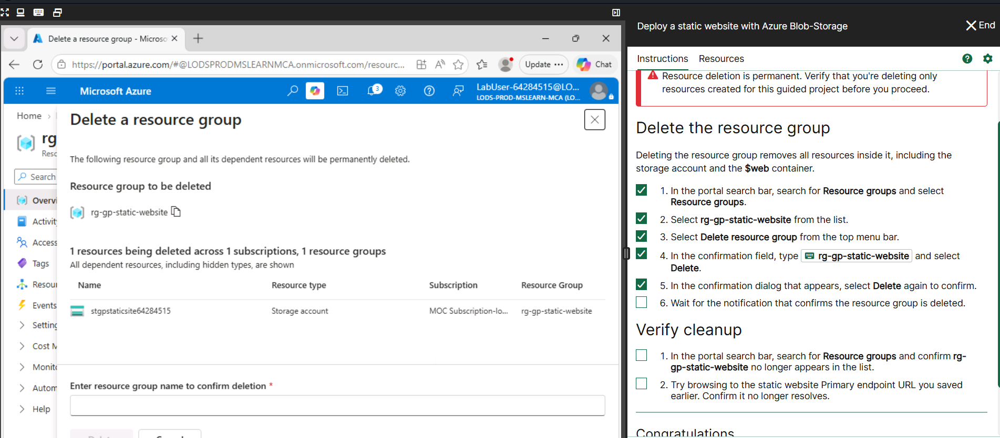 Delete a resource group - Microso
https://portal.azure.com/#@LODSPRODMSLEARNMCA.onmicrosoft.com/resourc...
Update
Chat
Microsoft Azure
3
LabUser-64284515@LO...
LODS-PROD-MSLEARN-MCA (LO...
Home
rg
Reso
Search
Overvi
Activit
Access
Tags
Resour
Events
Setting
Cost M
Monito
Autom
Help
Delete a resource group
The following resource group and all its dependent resources will be permanently deleted.
Resource group to be deleted
rg-gp-static-website
1 resources being deleted across 1 subscriptions, 1 resource groups
All dependent resources, including hidden types, are shown
Name Resource type Subscription Resource Group
stgpstaticsite64284515 Storage account MOC Subscription-lo... rg-gp-static-website
Enter resource group name to confirm deletion *
Deploy a static website with Azure Blob-Storage
End
Instructions Resources
Resource deletion is permanent. Verify that you're deleting only
resources created for this guided project before you proceed.
Delete the resource group
Deleting the resource group removes all resources inside it, including the
storage account and the $web container.
1. In the portal search bar, search for Resource groups and select
Resource groups.
2. Select rg-gp-static-website from the list.
3. Select Delete resource group from the top menu bar.
4. In the confirmation field, type rg-gp-static-website and select
Delete.
5. In the confirmation dialog that appears, select Delete again to confirm.
6. Wait for the notification that confirms the resource group is deleted.
Verify cleanup
1. In the portal search bar, search for Resource groups and confirm rg-
gp-static-website no longer appears in the list.
2. Try browsing to the static website Primary endpoint URL you saved
earlier. Confirm it no longer resolves.
Congratulations